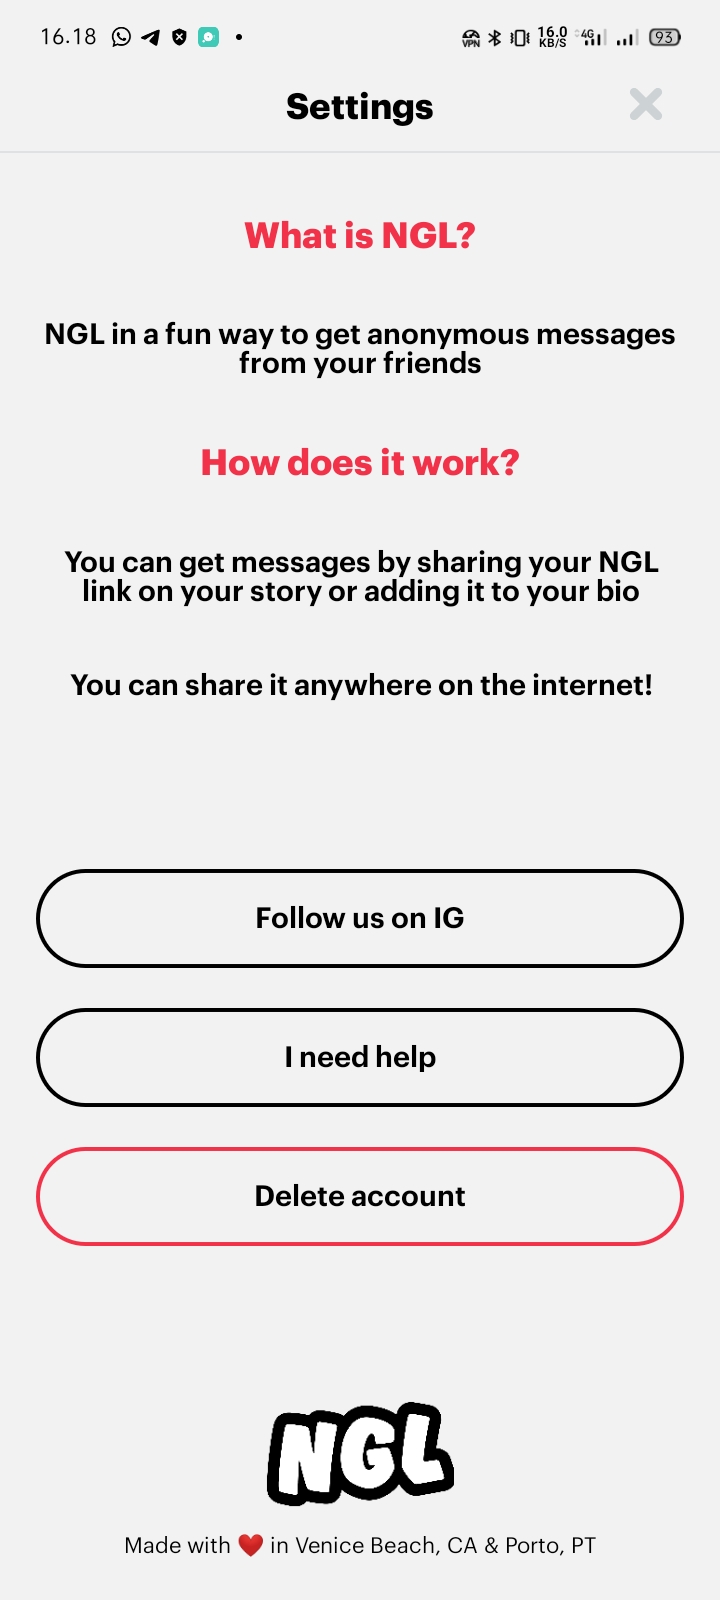 16.18 VPN 16.0 KB/S 4G 93
Settings
What is NGL?
NGL in a fun way to get anonymous messages
from your friends
How does it work?
You can get messages by sharing your NGL
link on your story or adding it to your bio
You can share it anywhere on the internet!
Follow us on IG
I need help
Delete account
NGL
Made with ❤️ in Venice Beach, CA & Porto, PT